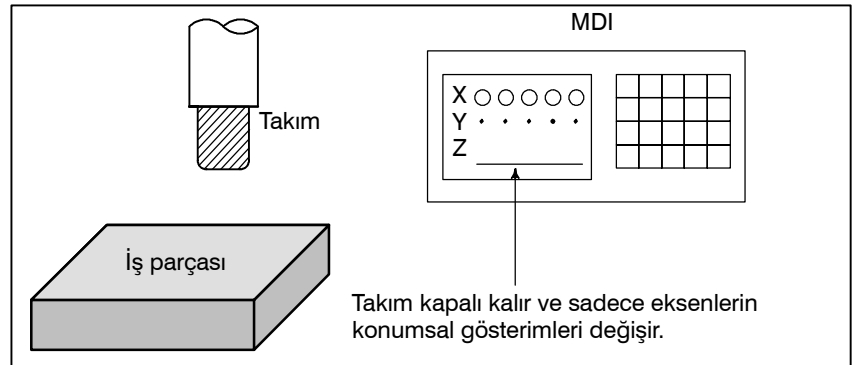 MDI
Takım
X
Y
Z
İş parçası
Takım kapalı kalır ve sadece eksenlerin
konumsal gösterimleri değişir.